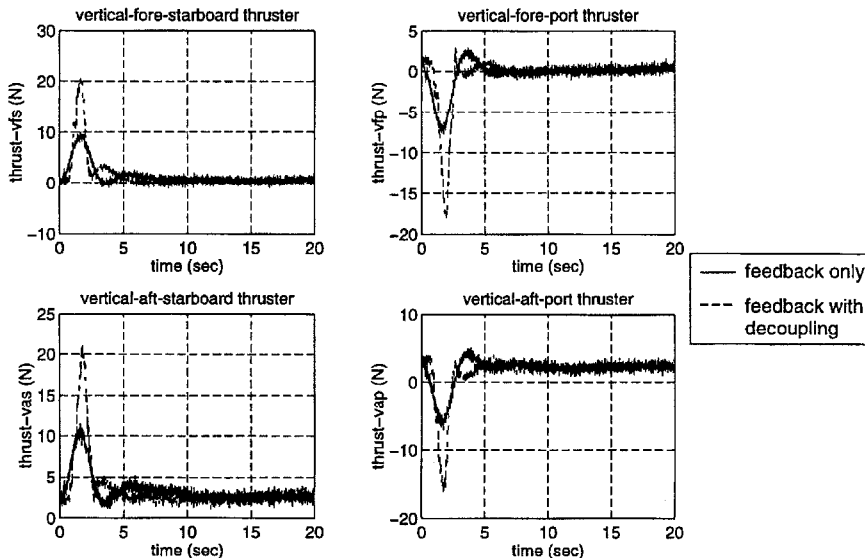 vertical-fore-starboard thruster
30
20
10
0
-10
thrust-vfs (N)
0 5 10 15 20
time (sec)
vertical-fore-port thruster
5
0
-5
-10
-15
-20
thrust-vfp (N)
0 5 10 15 20
time (sec)
vertical-aft-starboard thruster
25
20
15
10
5
0
thrust-vas (N)
0 5 10 15 20
time (sec)
vertical-aft-port thruster
10
0
-10
-20
thrust-vap (N)
0 5 10 15 20
time (sec)
feedback only
feedback with
decoupling